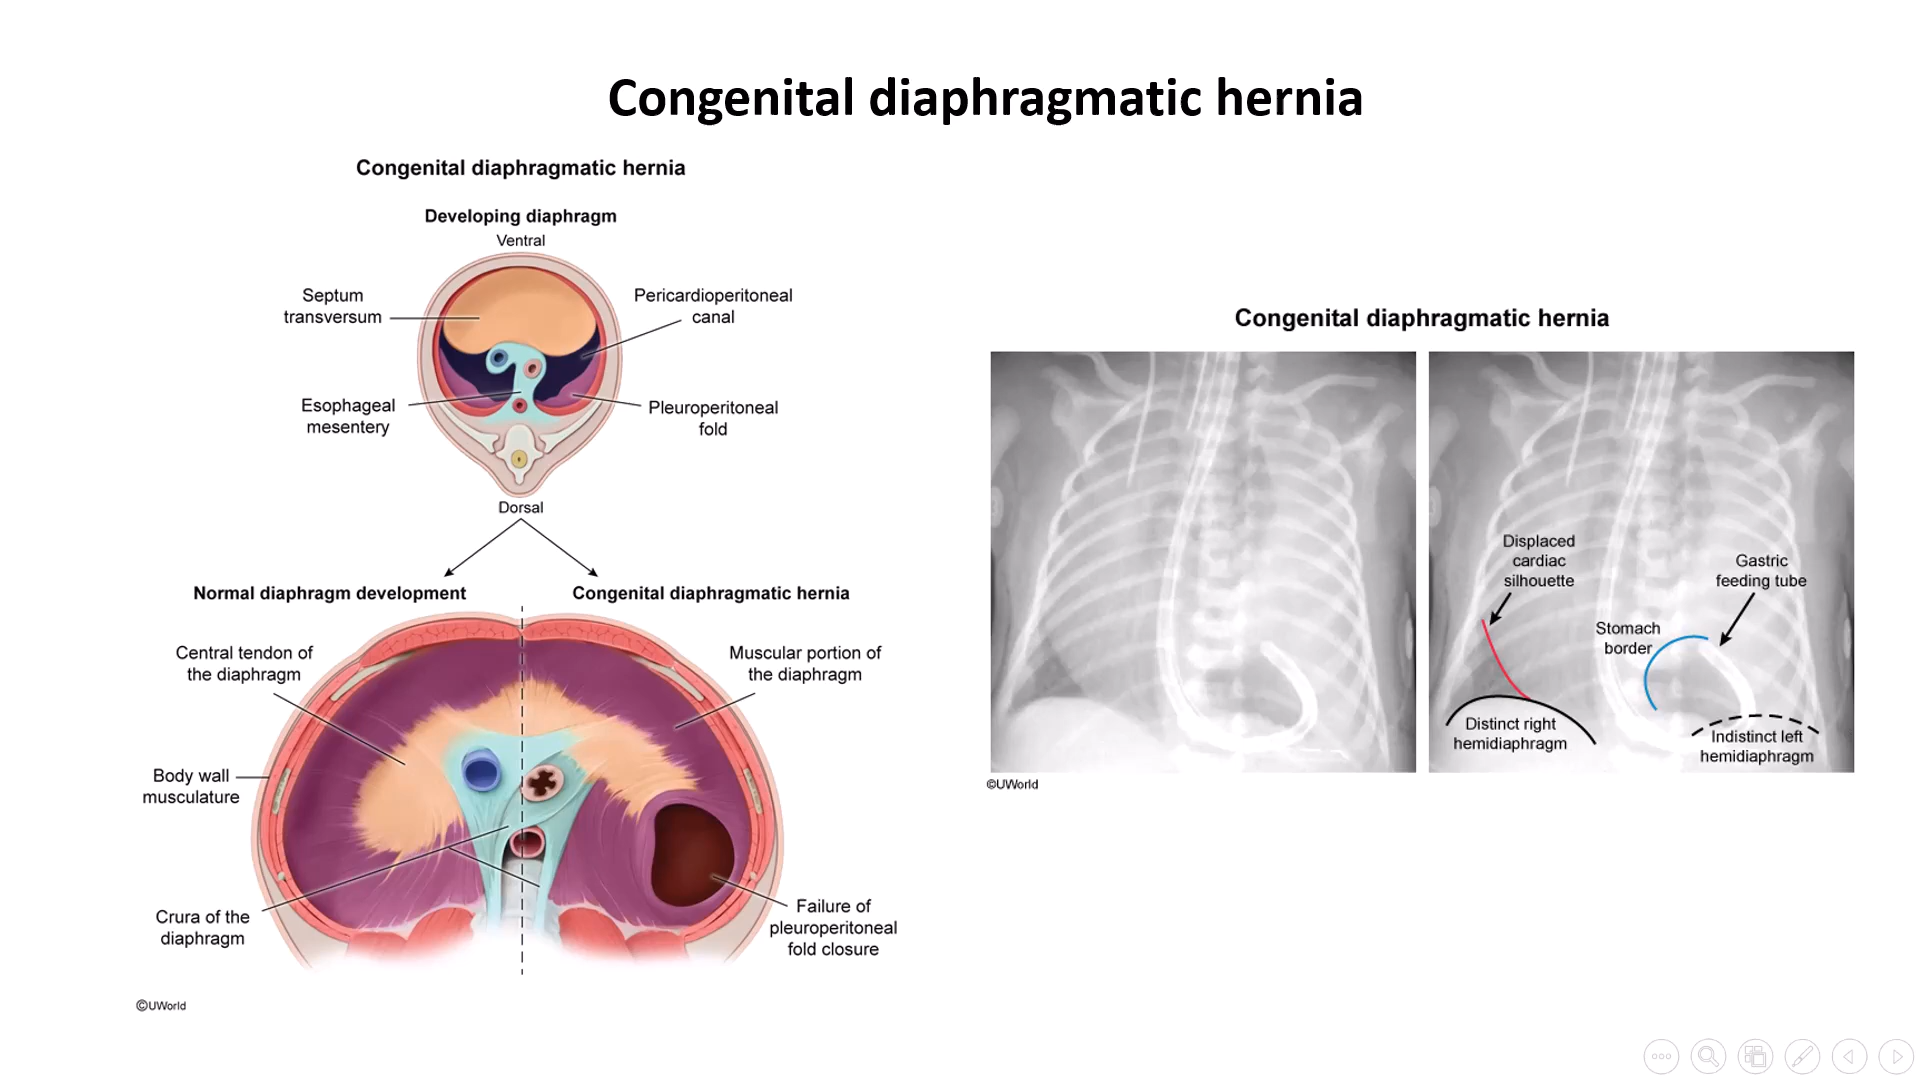 Congenital diaphragmatic hernia
Congenital diaphragmatic hernia
Developing diaphragm
Ventral
Septum
transversum
Pericardioperitoneal
canal
Esophageal
mesentery
Pleuroperitoneal
fold
Dorsal
Normal diaphragm development
Congenital diaphragmatic hernia
Central tendon of
the diaphragm
Muscular portion of
the diaphragm
Body wall
musculature
Crura of the
diaphragm
Failure of
pleuroperitoneal
fold closure
©UWorld
Congenital diaphragmatic hernia
Displaced
cardiac
silhouette
Gastric
feeding tube
Stomach
border
Distinct right
hemidiaphragm
Indistinct left
hemidiaphragm
©UWorld